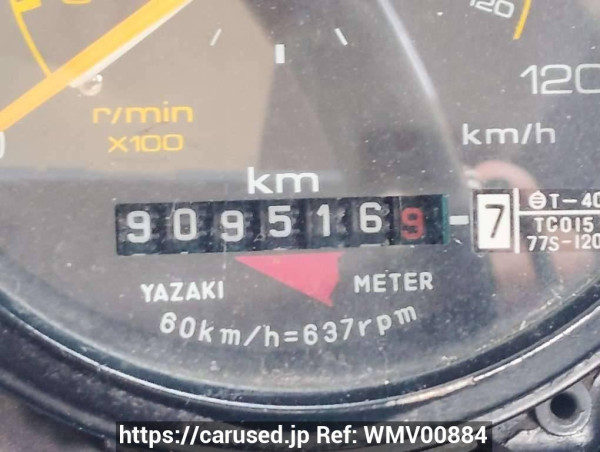 120
120
r/min
X100
km/h
km
9095169-7
T-40
TC015
77S-120
YAZAKI METER
60km/h=637rpm
https://carused.jp Ref: WMV00884